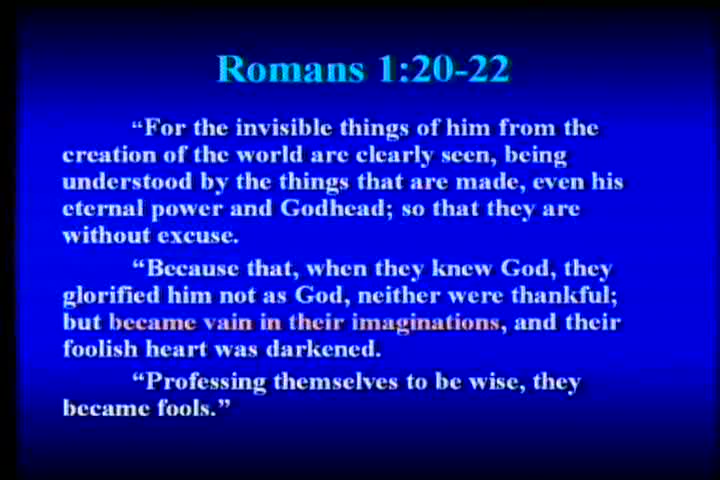 Romans 1:20-22
“For the invisible things of him from the
creation of the world are clearly seen, being
understood by the things that are made, even his
eternal power and Godhead; so that they are
without excuse.
“Because that, when they knew God, they
glorified him not as God, neither were thankful;
but became vain in their imaginations, and their
foolish heart was darkened.
“Professing themselves to be wise, they
became fools.”